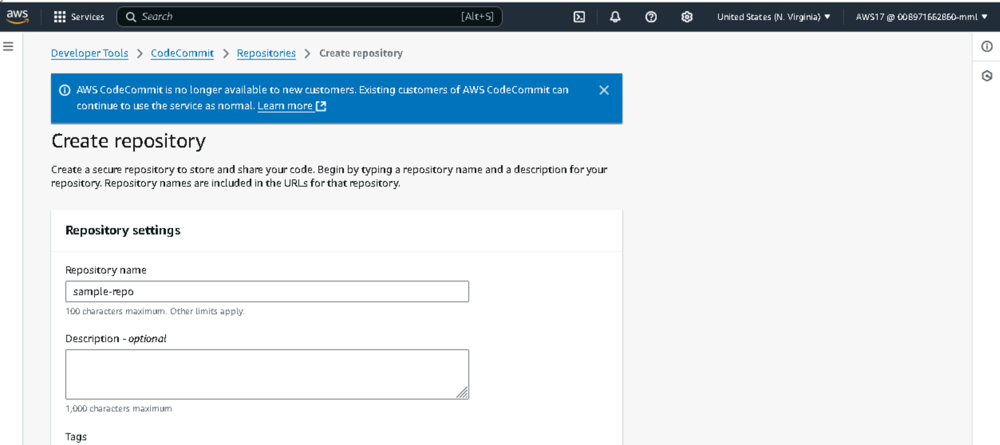 aws
Services
Search
[Alt+S]
United States (N. Virginia)
AWS17 @ 008971662860-mml
Developer Tools > CodeCommit > Repositories > Create repository
AWS CodeCommit is no longer available to new customers. Existing customers of AWS CodeCommit can
continue to use the service as normal. Learn more
Create repository
Create a secure repository to store and share your code. Begin by typing a repository name and a description for your
repository. Repository names are included in the URLs for that repository.
Repository settings
Repository name
sample-repo
100 characters maximum. Other limits apply.
Description - optional
1,000 characters maximum
Tags